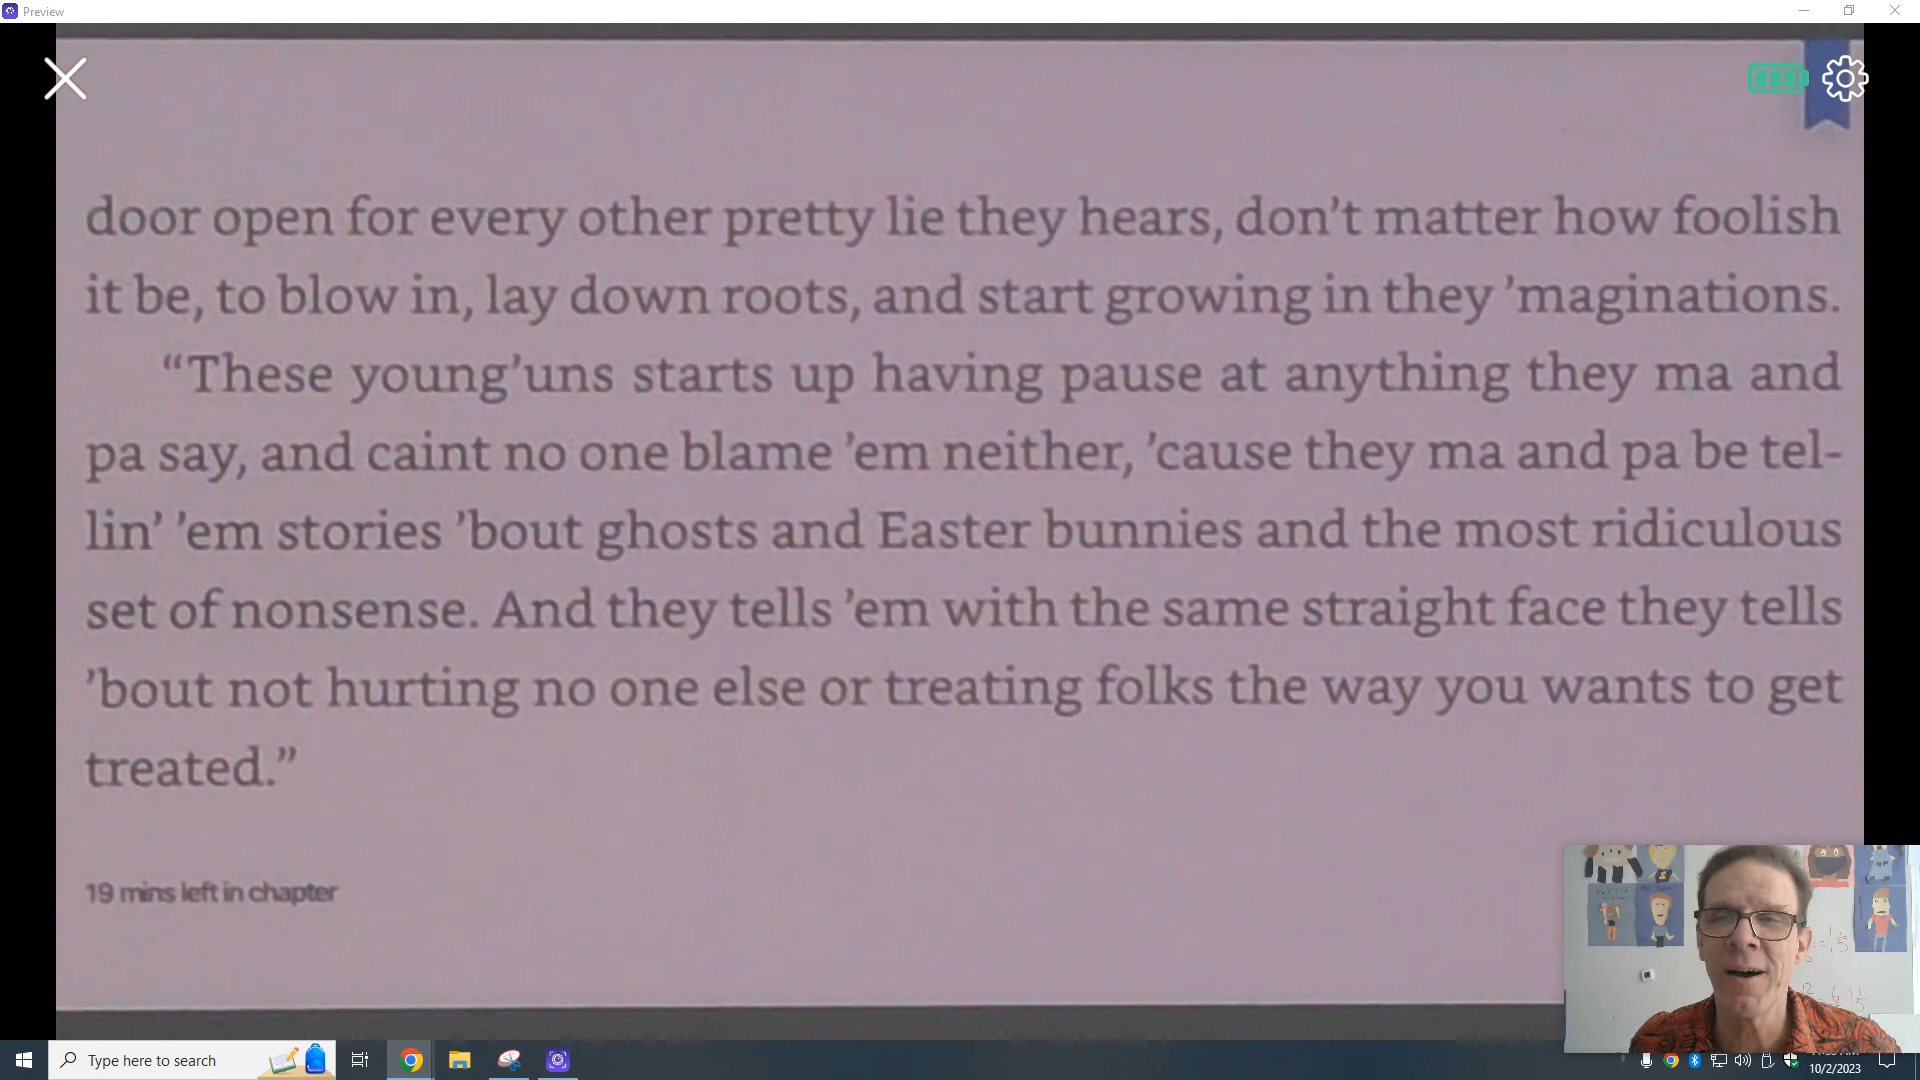 Preview
door open for every other pretty lie they hears, don’t matter how foolish
it be, to blow in, lay down roots, and start growing in they ’maginations.
“These young’uns starts up having pause at anything they ma and
pa say, and caint no one blame ’em neither, ’cause they ma and pa be tel-
lin’ ’em stories ’bout ghosts and Easter bunnies and the most ridiculous
set of nonsense. And they tells ’em with the same straight face they tells
’bout not hurting no one else or treating folks the way you wants to get
treated.”
19 mins left in chapter
Type here to search
10/2/2023